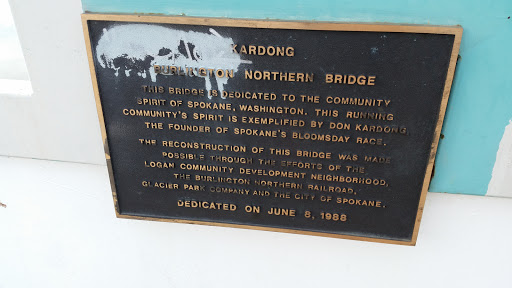 KARDONG
BURLINGTON NORTHERN BRIDGE
THIS BRIDGE IS DEDICATED TO THE COMMUNITY
SPIRIT OF SPOKANE, WASHINGTON. THIS RUNNING
COMMUNITY'S SPIRIT IS EXEMPLIFIED BY DON KARDONG,
THE FOUNDER OF SPOKANE'S BLOOMSDAY RACE.
THE RECONSTRUCTION OF THIS BRIDGE WAS MADE
POSSIBLE THROUGH THE EFFORTS OF THE
LOGAN COMMUNITY DEVELOPMENT NEIGHBORHOOD,
THE BURLINGTON NORTHERN RAILROAD,
GLACIER PARK COMPANY AND THE CITY OF SPOKANE.
DEDICATED ON JUNE 8, 1988